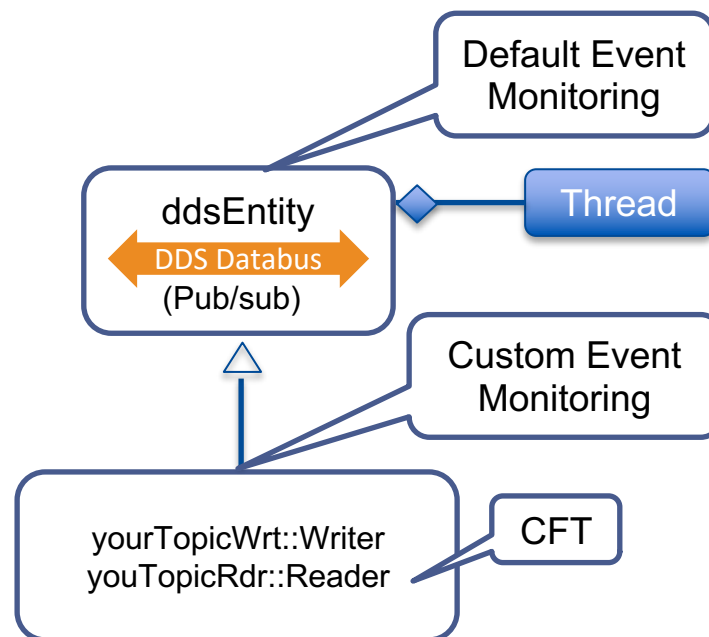 Default Event
Monitoring
ddsEntity
DDS Databus
(Pub/sub)
Thread
Custom Event
Monitoring
yourTopicWrt::Writer
youTopicRdr::Reader
CFT